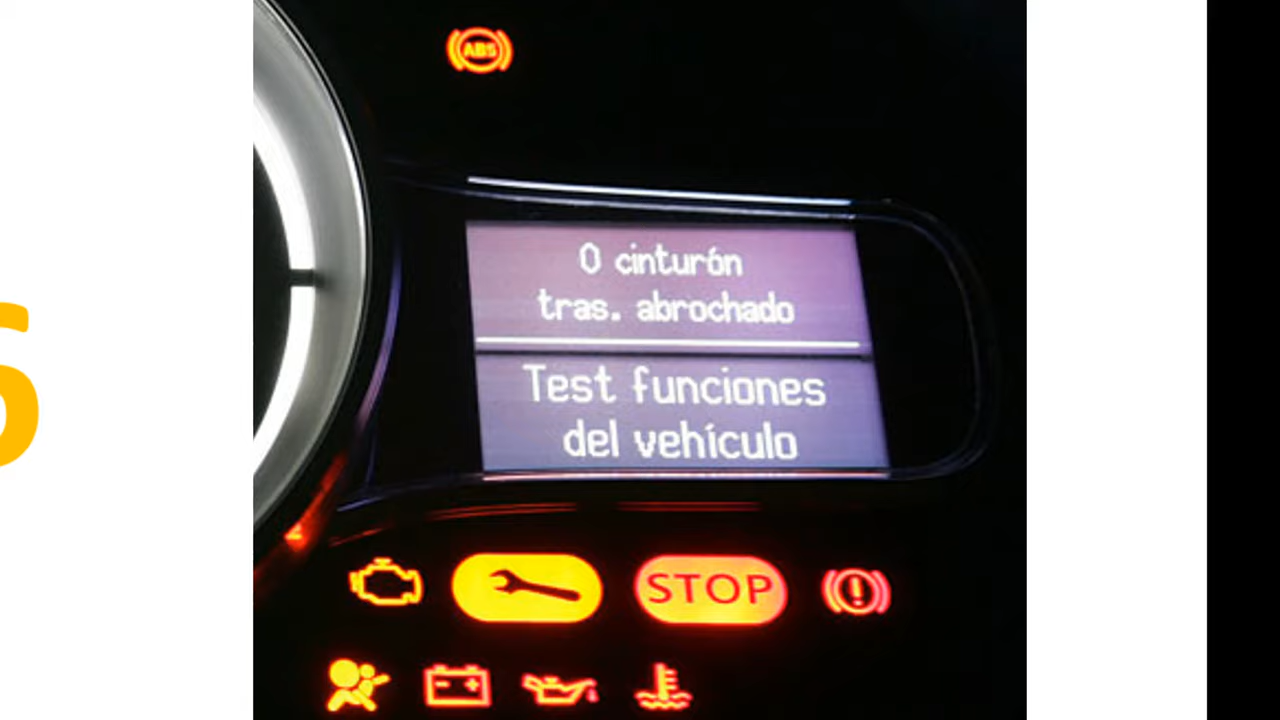 ABS
0 cinturón
tras. abrochado
Test funciones
del vehículo
STOP